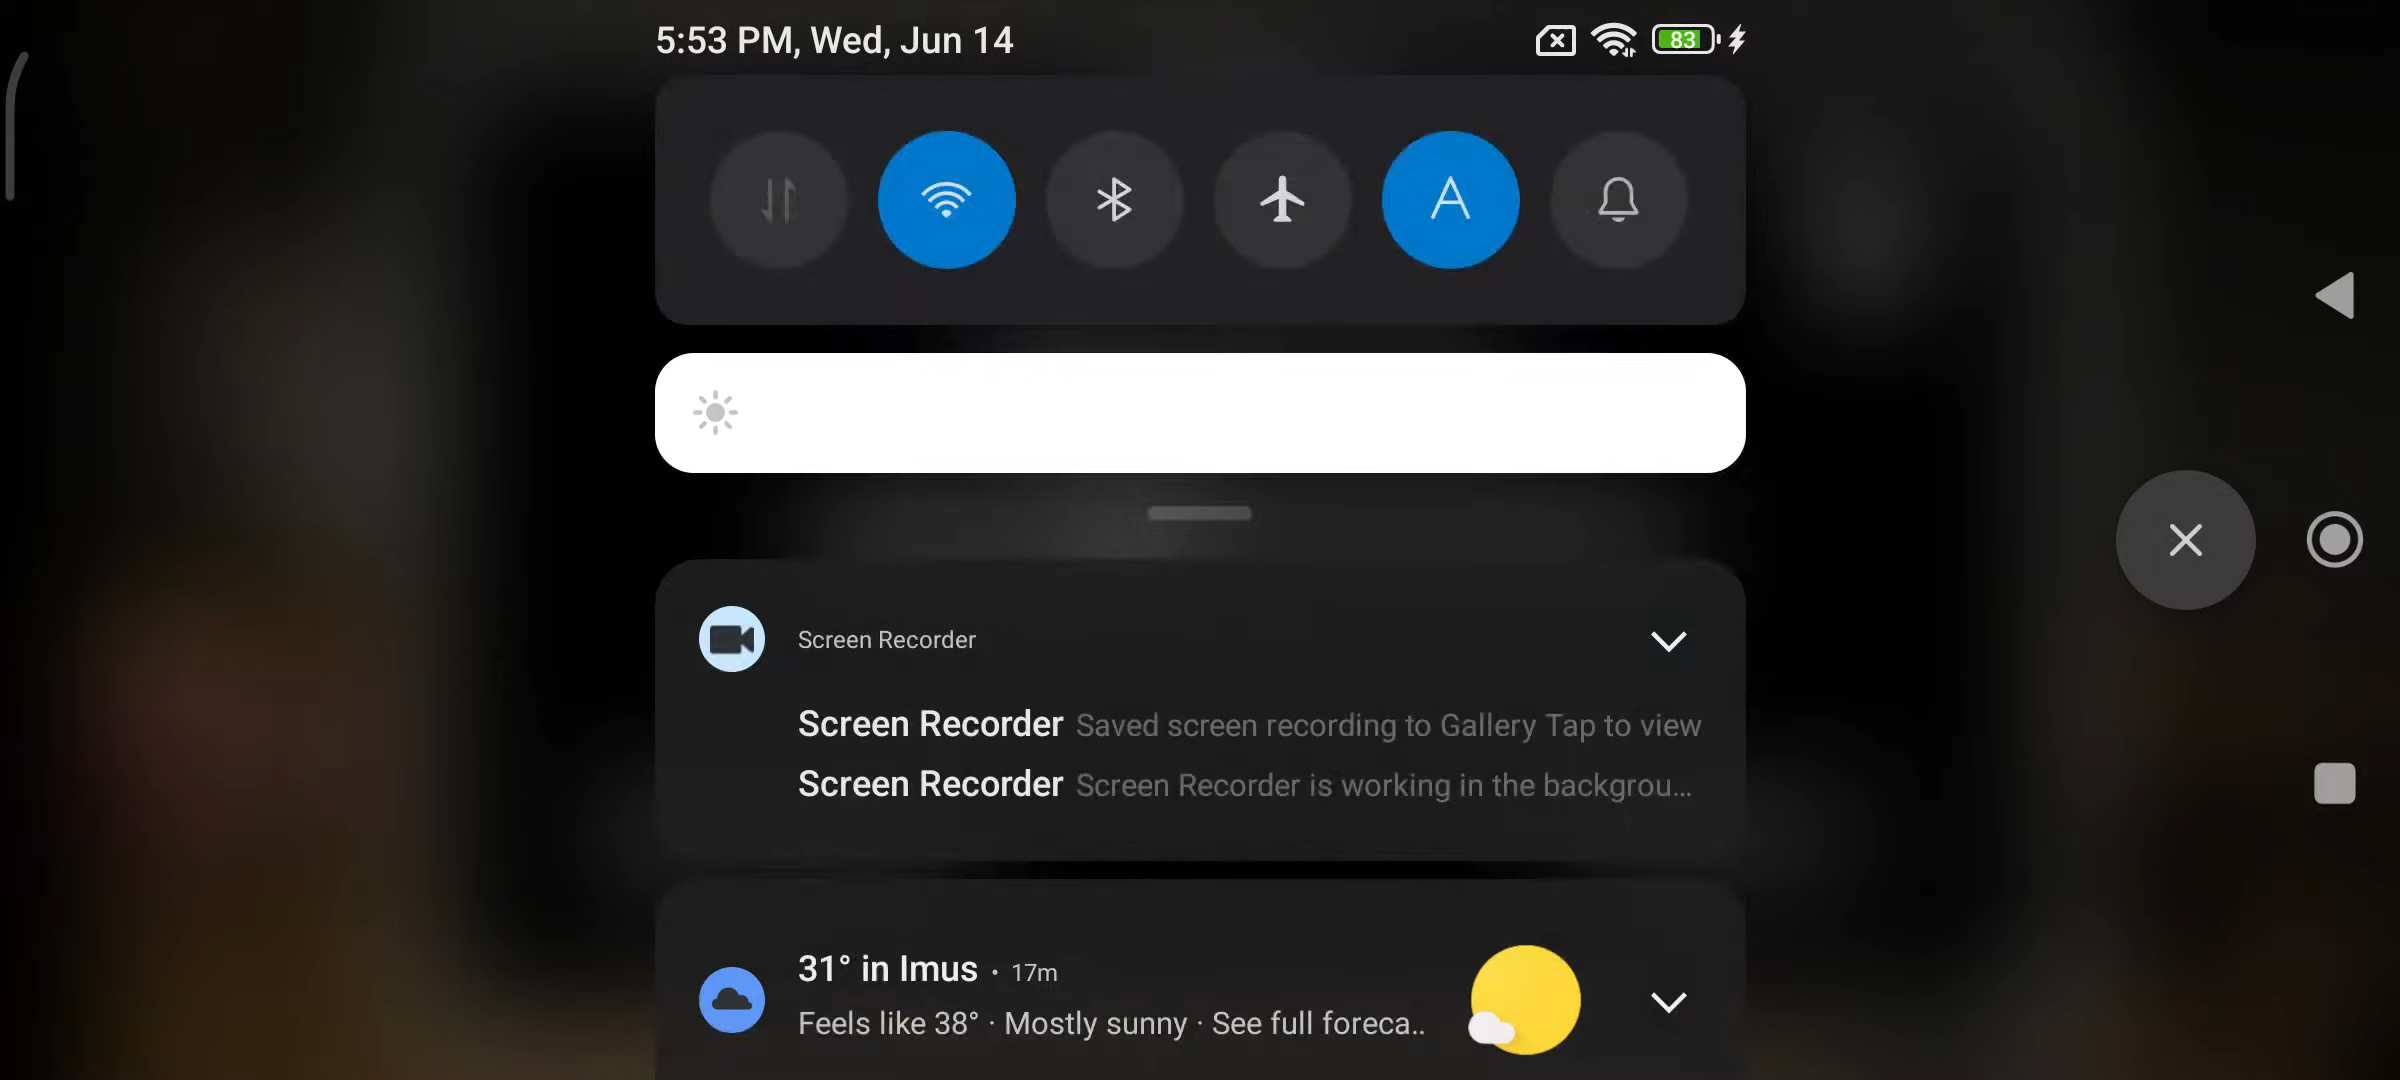 5:53 PM, Wed, Jun 14
83
A
Screen Recorder
Screen Recorder Saved screen recording to Gallery Tap to view
Screen Recorder Screen Recorder is working in the backgrou...
31° in Imus · 17m
Feels like 38° · Mostly sunny · See full foreca..